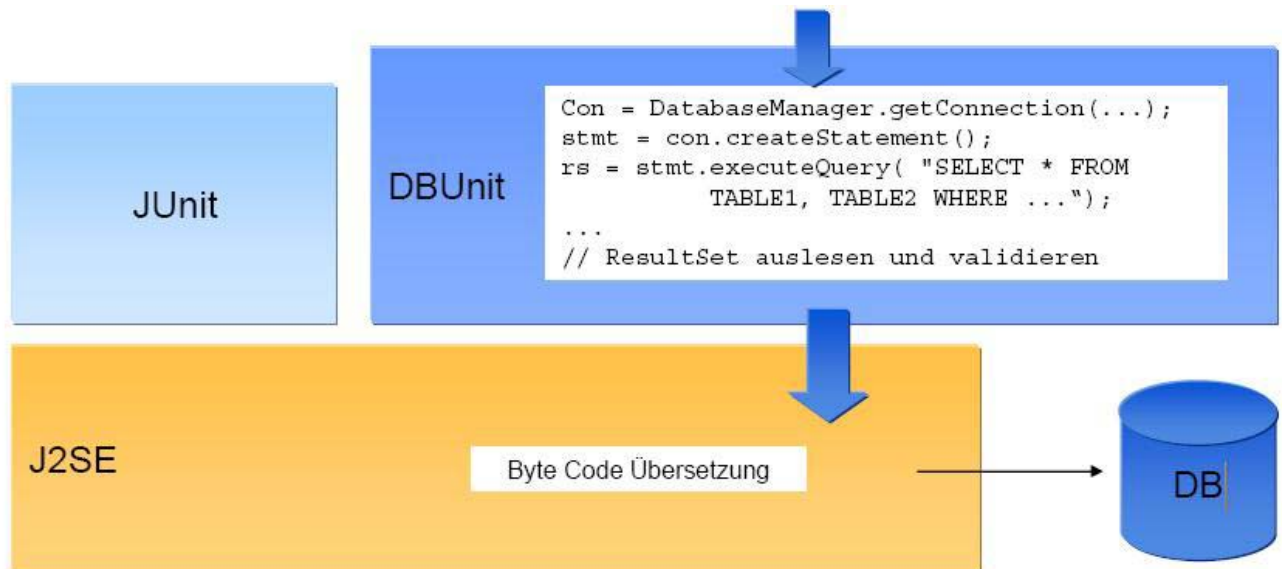 JUnit
DBUnit
Con = DatabaseManager.getConnection(...);
stmt = con.createStatement();
rs = stmt.executeQuery( "SELECT * FROM
TABLE1, TABLE2 WHERE ...“);
...
// ResultSet auslesen und validieren
J2SE
Byte Code Übersetzung
DB